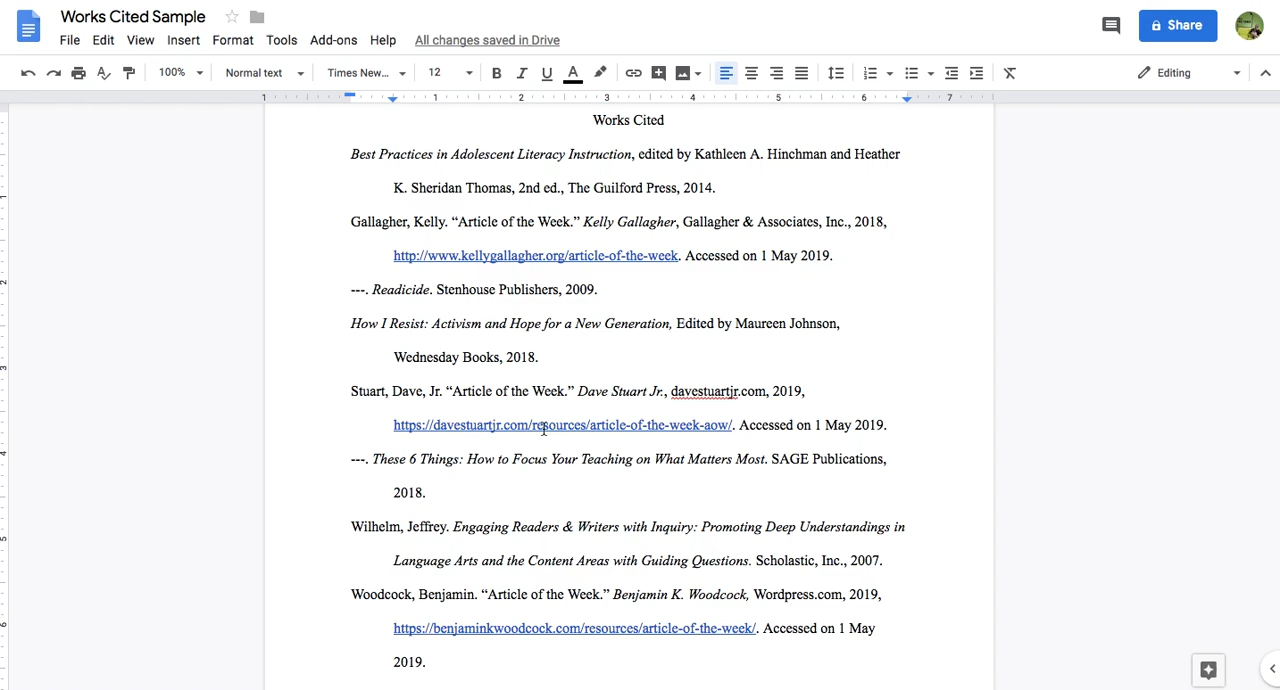 Works Cited Sample
File Edit View Insert Format Tools Add-ons Help All changes saved in Drive
Share
100% Normal text Times New... 12 Editing
1 1 2 3 4 5 6 7
Works Cited
Best Practices in Adolescent Literacy Instruction, edited by Kathleen A. Hinchman and Heather
K. Sheridan Thomas, 2nd ed., The Guilford Press, 2014.
Gallagher, Kelly. “Article of the Week.” Kelly Gallagher, Gallagher & Associates, Inc., 2018,
http://www.kellygallagher.org/article-of-the-week. Accessed on 1 May 2019.
---. Readicide. Stenhouse Publishers, 2009.
How I Resist: Activism and Hope for a New Generation, Edited by Maureen Johnson,
Wednesday Books, 2018.
Stuart, Dave, Jr. “Article of the Week.” Dave Stuart Jr., davestuartjr.com, 2019,
https://davestuartjr.com/resources/article-of-the-week-aow/. Accessed on 1 May 2019.
---. These 6 Things: How to Focus Your Teaching on What Matters Most. SAGE Publications,
2018.
Wilhelm, Jeffrey. Engaging Readers & Writers with Inquiry: Promoting Deep Understandings in
Language Arts and the Content Areas with Guiding Questions. Scholastic, Inc., 2007.
Woodcock, Benjamin. “Article of the Week.” Benjamin K. Woodcock, Wordpress.com, 2019,
https://benjaminkwoodcock.com/resources/article-of-the-week/. Accessed on 1 May
2019.